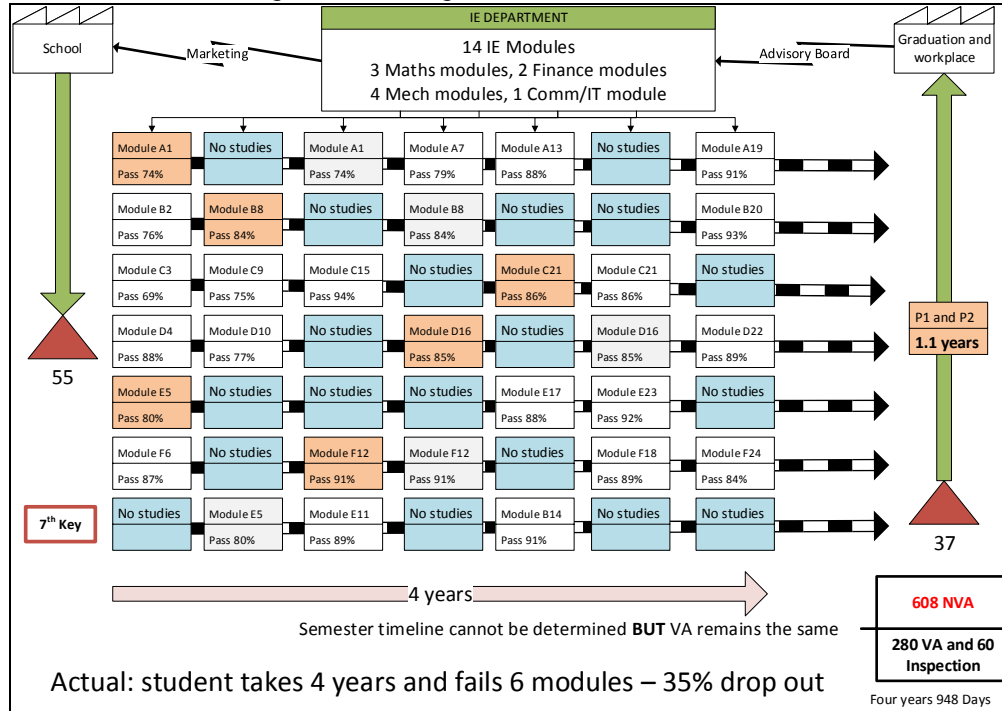 IE DEPARTMENT
School
Marketing
14 IE Modules
3 Maths modules, 2 Finance modules
4 Mech modules, 1 Comm/IT module
Advisory Board
Graduation and
workplace
Module A1
Pass 74%
No studies
Module A1
Pass 74%
Module A7
Pass 79%
Module A13
Pass 88%
No studies
Module A19
Pass 91%
Module B2
Pass 76%
Module B8
Pass 84%
No studies
Module B8
Pass 84%
No studies
No studies
Module B20
Pass 93%
Module C3
Pass 69%
Module C9
Pass 75%
Module C15
Pass 94%
No studies
Module C21
Pass 86%
Module C21
Pass 86%
No studies
Module D4
Pass 88%
Module D10
Pass 77%
No studies
Module D16
Pass 85%
No studies
Module D16
Pass 85%
Module D22
Pass 89%
P1 and P2
1.1 years
55
Module E5
Pass 80%
No studies
No studies
No studies
Module E17
Pass 88%
Module E23
Pass 92%
No studies
Module F6
Pass 87%
No studies
Module F12
Pass 91%
Module F12
Pass 91%
No studies
Module F18
Pass 89%
Module F24
Pass 84%
7th Key
No studies
Module E5
Pass 80%
Module E11
Pass 89%
No studies
Module B14
Pass 91%
No studies
No studies
37
4 years
Semester timeline cannot be determined BUT VA remains the same
608 NVA
280 VA and 60
Inspection
Actual: student takes 4 years and fails 6 modules – 35% drop out
Four years 948 Days